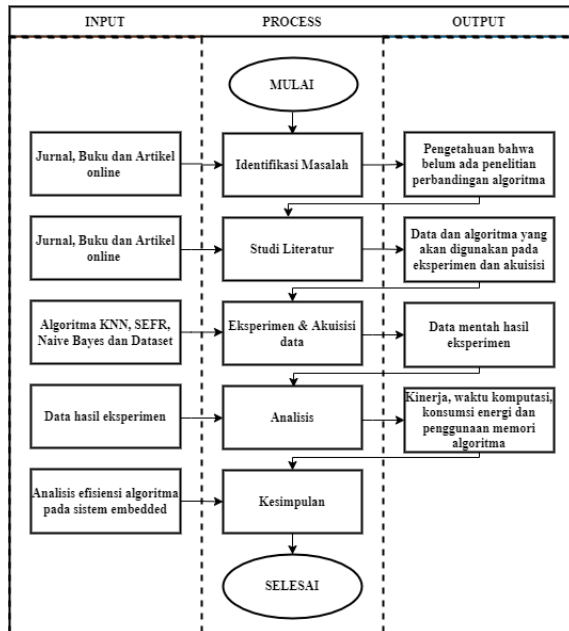 INPUT
PROCESS
OUTPUT
MULAI
Jurnal, Buku dan Artikel
online
Identifikasi Masalah
Pengetahuan bahwa
belum ada penelitian
perbandingan algoritma
Jurnal, Buku dan Artikel
online
Studi Literatur
Data dan algoritma yang
akan digunakan pada
eksperimen dan akuisisi
Algoritma KNN, SEFR,
Naive Bayes dan Dataset
Eksperimen & Akuisisi
data
Data mentah hasil
eksperimen
Data hasil eksperimen
Analisis
Kinerja, waktu komputasi,
konsumsi energi dan
penggunaan memori
algoritma
Analisis efisiensi algoritma
pada sistem embedded
Kesimpulan
SELESAI